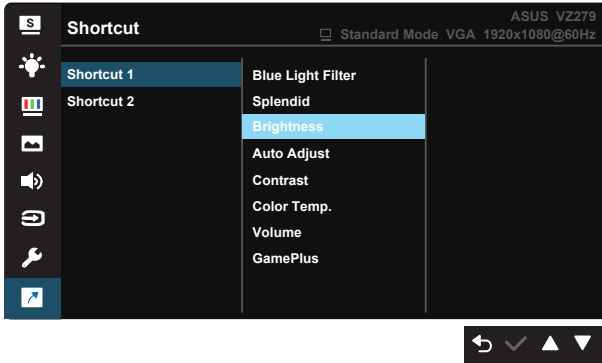 S
Shortcut
ASUS VZ279
Standard Mode VGA 1920x1080@60Hz
Shortcut 1
Shortcut 2
Blue Light Filter
Splendid
Brightness
Auto Adjust
Contrast
Color Temp.
Volume
GamePlus